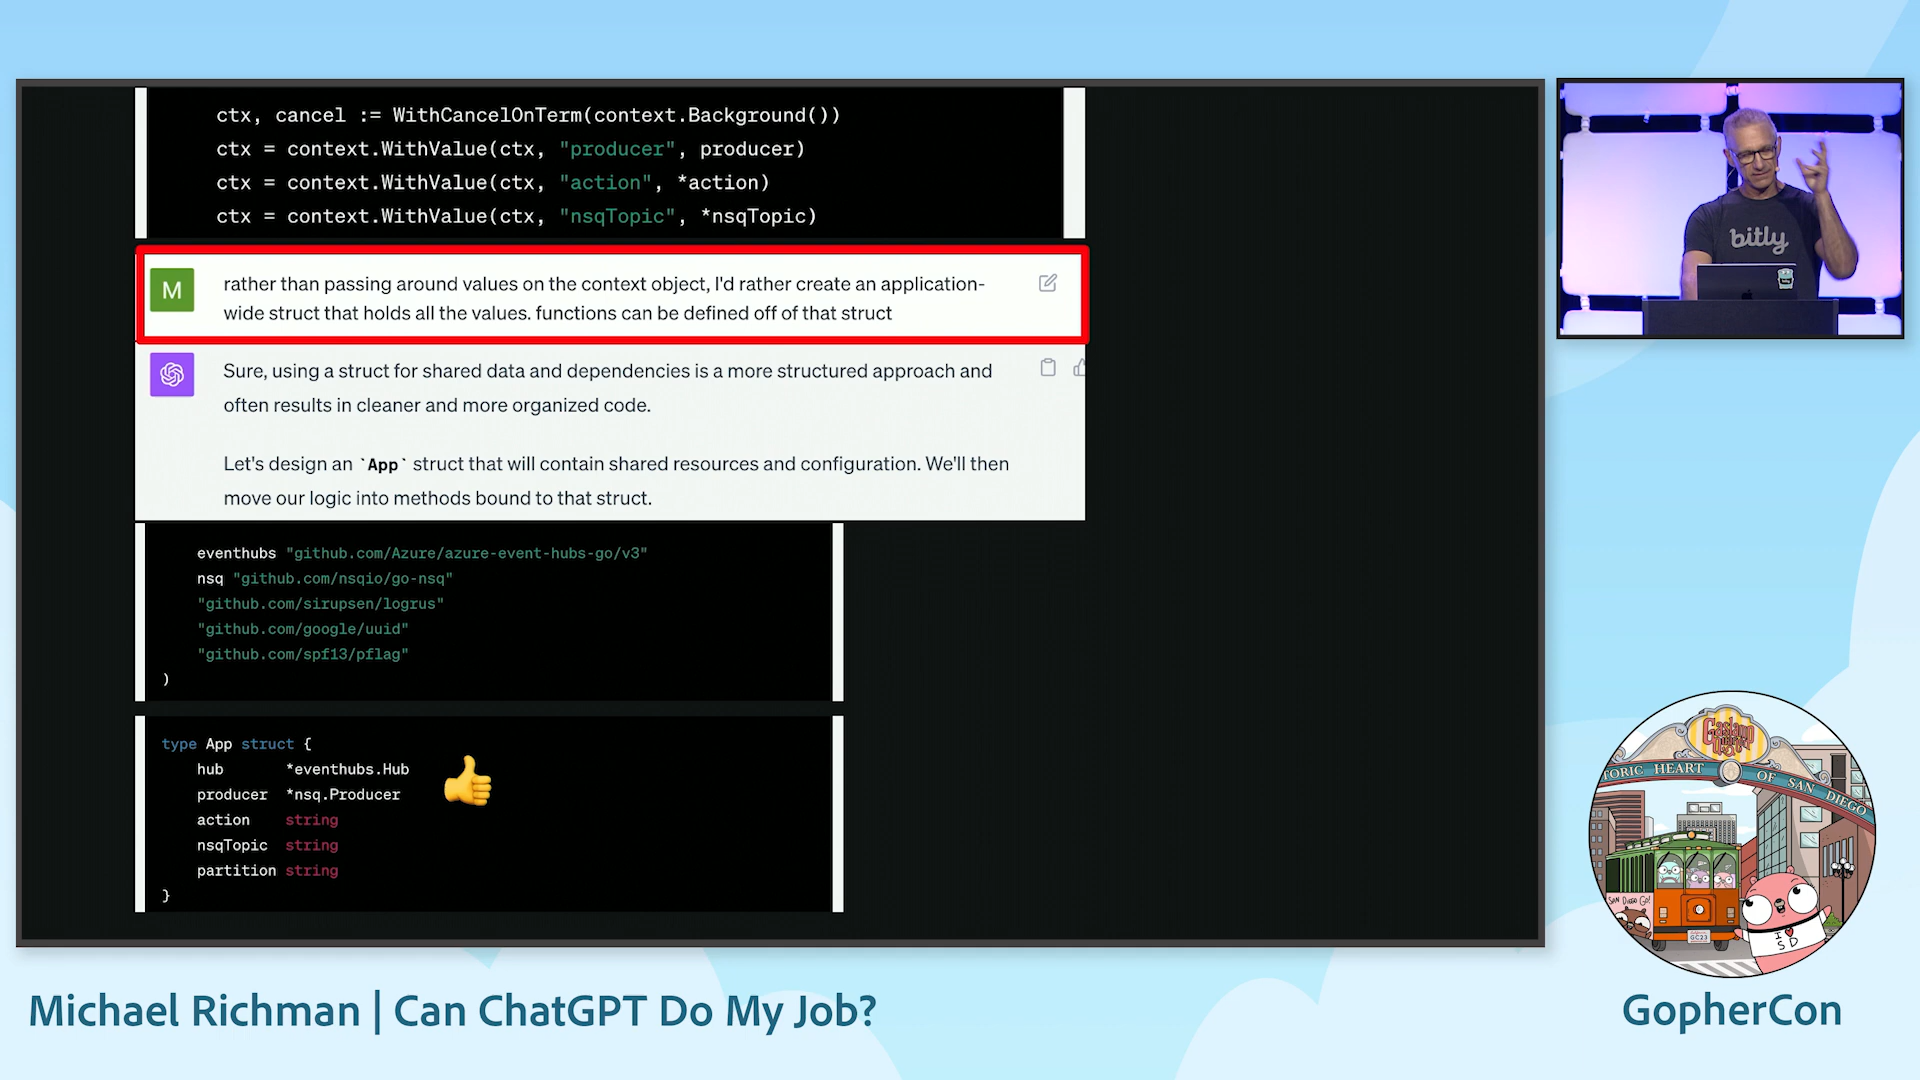 ctx, cancel := WithCancelOnTerm(context.Background())
ctx = context.WithValue(ctx, "producer", producer)
ctx = context.WithValue(ctx, "action", *action)
ctx = context.WithValue(ctx, "nsqTopic", *nsqTopic)
M
rather than passing around values on the context object, I'd rather create an application-
wide struct that holds all the values. functions can be defined off of that struct
Sure, using a struct for shared data and dependencies is a more structured approach and
often results in cleaner and more organized code.
Let's design an `App` struct that will contain shared resources and configuration. We'll then
move our logic into methods bound to that struct.
eventhubs "github.com/Azure/azure-event-hubs-go/v3"
nsq "github.com/nsqio/go-nsq"
"github.com/sirupsen/logrus"
"github.com/google/uuid"
"github.com/spf13/pflag"
)
type App struct {
hub *eventhubs.Hub
producer *nsq.Producer
action string
nsqTopic string
partition string
}
bitly
TORIC HEART OF SAN DIEGO
SAN DIEGO GO!
GC23
I SD
Michael Richman | Can ChatGPT Do My Job?
GopherCon